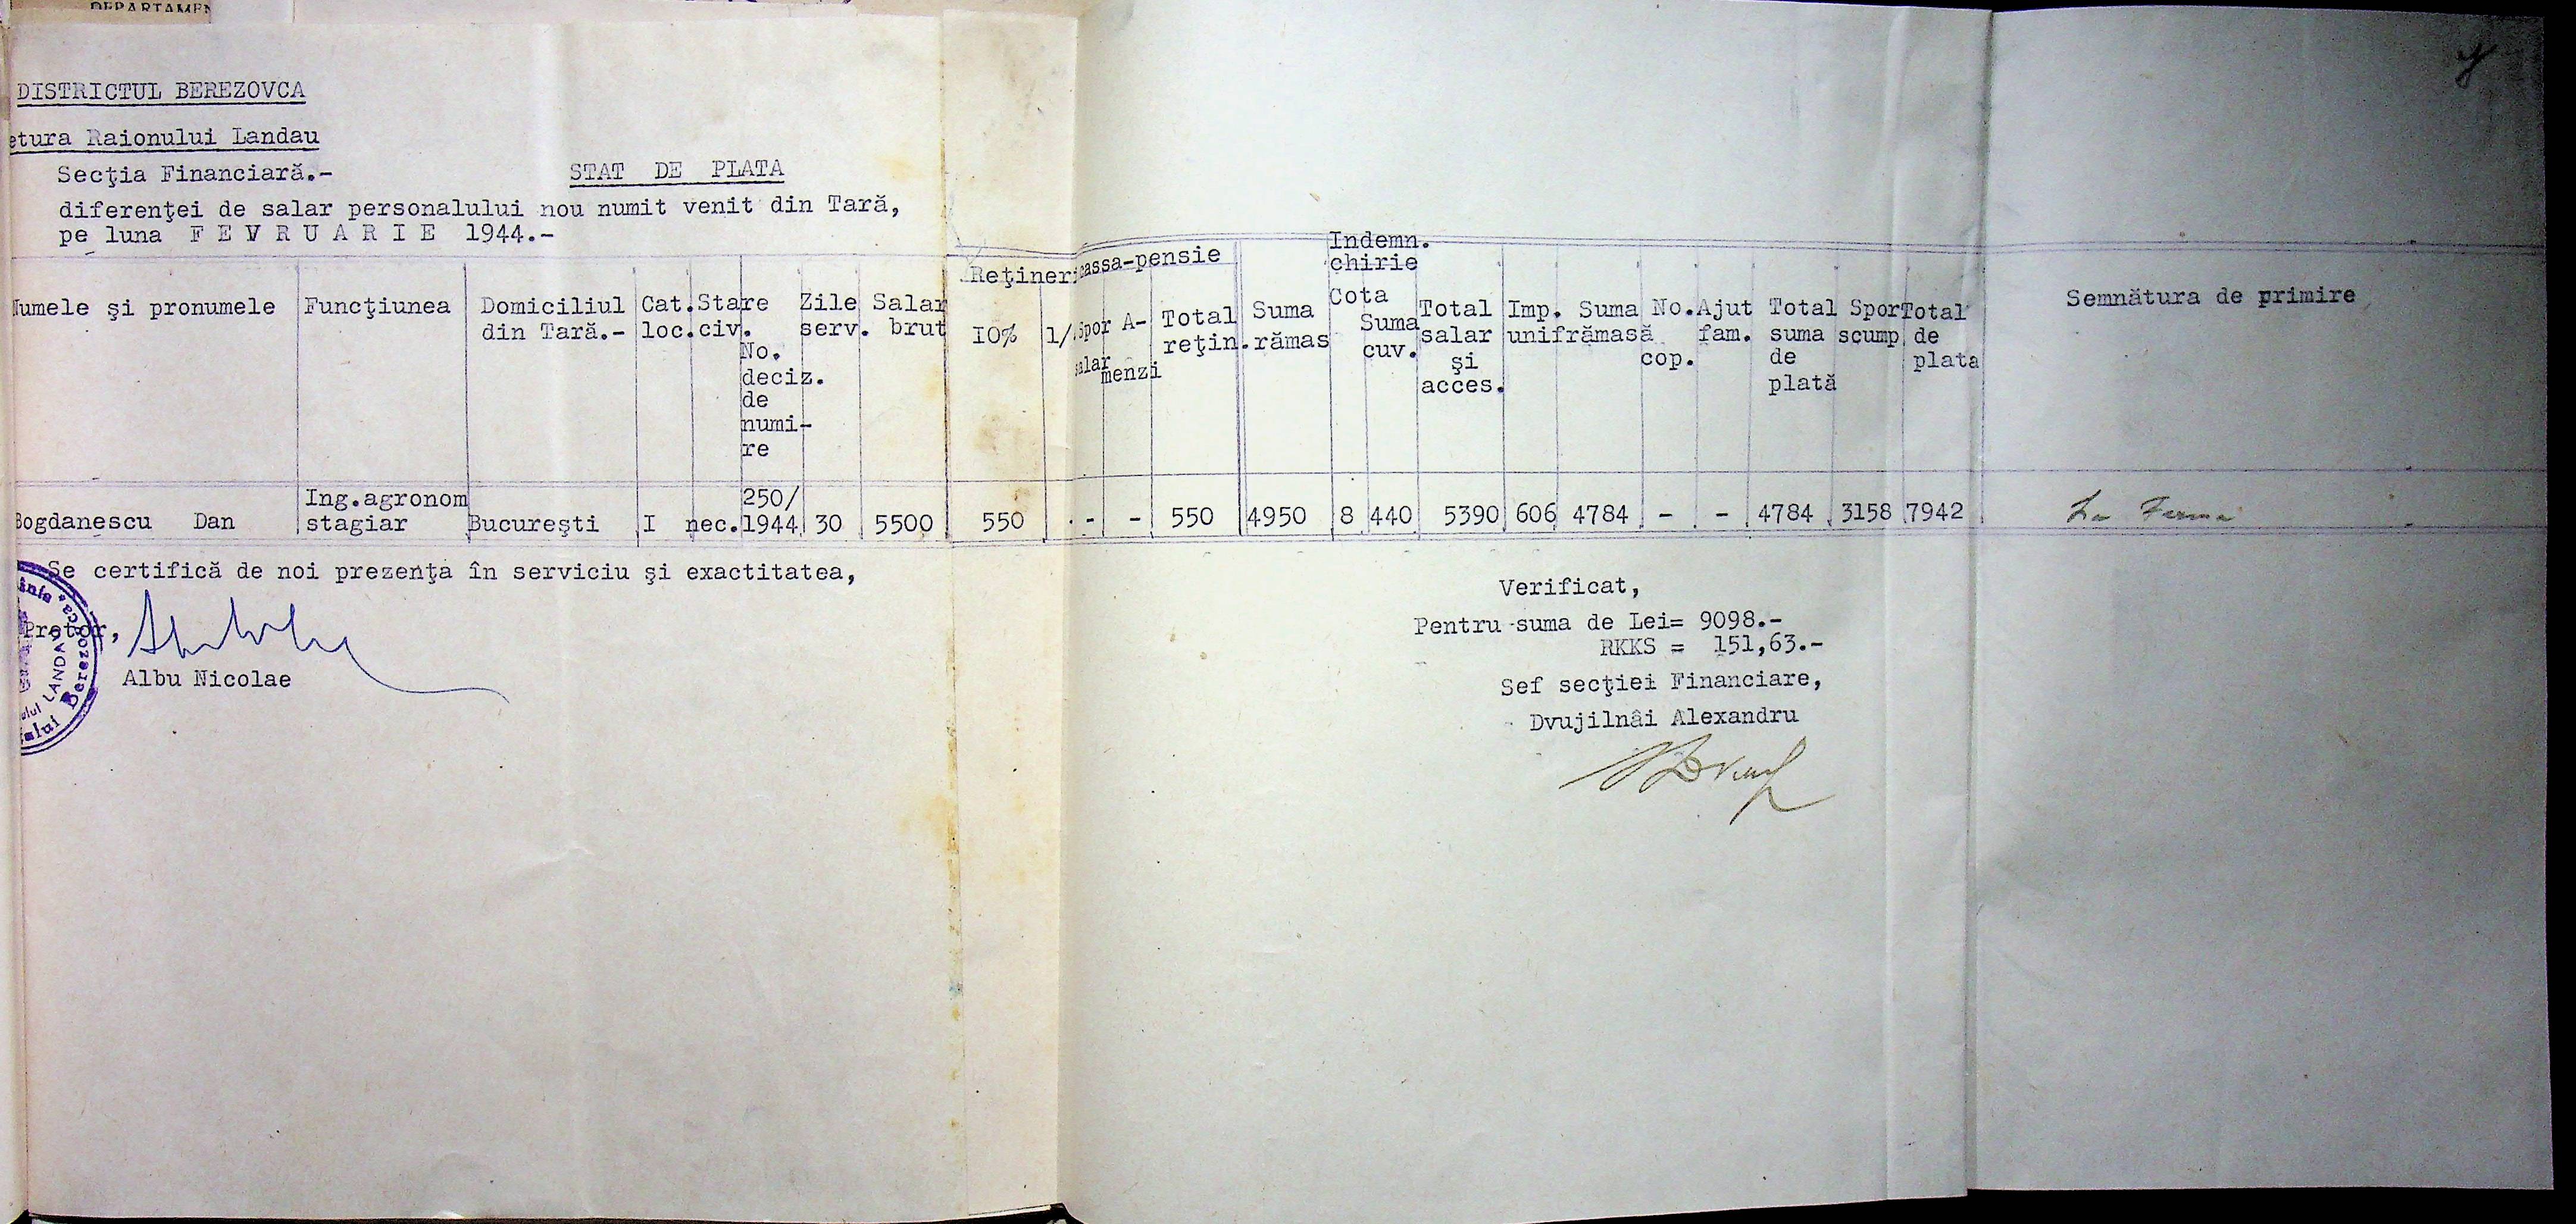 DEPARTAMEN
DISTRICTUL BEREZOVCA
etura Raionului Landau
Secţia Financiară.-
STAT DE PLATA
diferenţei de salar personalului nou numit venit din Tară,
pe luna F E V R U A R I E 1944.-
Numele şi pronumele
Funcţiunea
Domiciliul
din Tară.-
Cat.
loc.
Stare
civ.
No.
deciz.
de
numi-
re
Zile
serv.
Salar
brut
Reţineri cassa-pensie
10%
1/
Spor
salar
A-
menzi
Total
reţin.
Suma
rămas
Indemn.
chirie
Cota
Suma
cuv.
Total
salar
şi
acces.
Imp.
unif
Suma
rămasă
No.
cop.
Ajut
fam.
Total
suma
de
plată
Spor
scump
Total
de
plata
Semnătura de primire
Bogdanescu Dan
Ing.agronom
stagiar
Bucureşti
I
nec.
250/
1944
30
5500
550
-
-
550
4950
8
440
5390
606
4784
-
-
4784
3158
7942
La Ferma
Se certifică de noi prezenţa în serviciu şi exactitatea,
Pretor,
Albu Nicolae
LANDAU
Berezovca
Verificat,
Pentru suma de Lei= 9098.-
RKKS = 151,63.-
Sef secţiei Financiare,
Dvujilnâi Alexandru